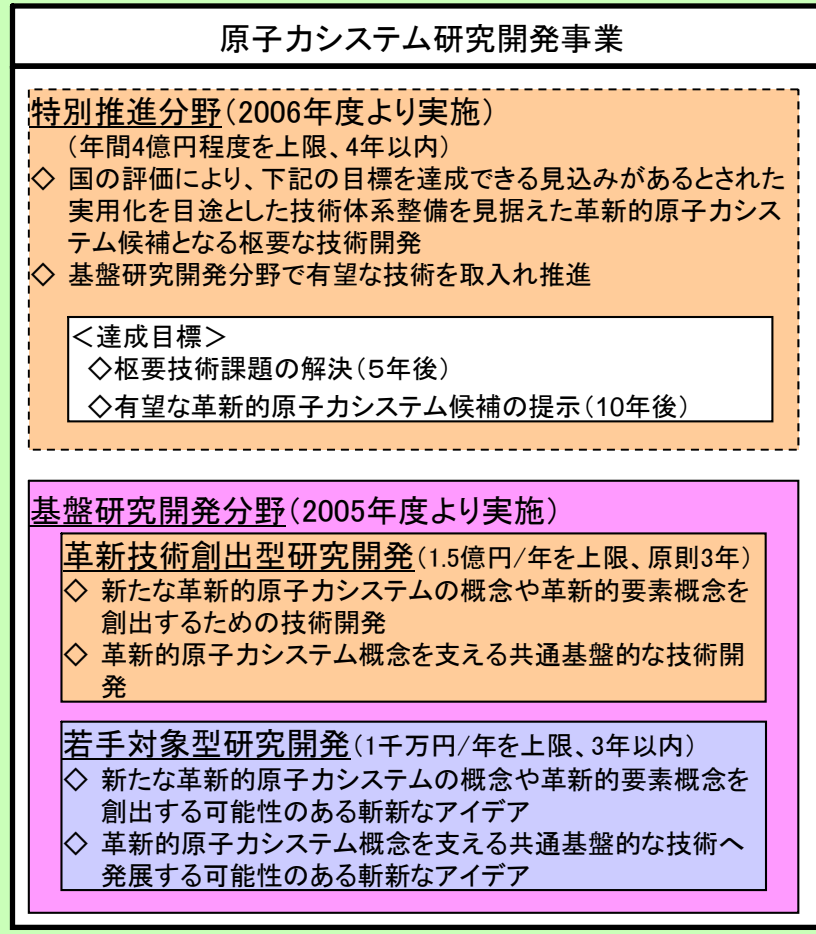 原子力システム研究開発事業
特別推進分野（2006年度より実施）
（年間4億円程度を上限、4年以内）
◇ 国の評価により、下記の目標を達成できる見込みがあるとされた
実用化を目途とした技術体系整備を見据えた革新的原子力シス
テム候補となる枢要な技術開発
◇ 基盤研究開発分野で有望な技術を取入れ推進
＜達成目標＞
◇枢要技術課題の解決（５年後）
◇有望な革新的原子力システム候補の提示（10年後）
基盤研究開発分野（2005年度より実施）
革新技術創出型研究開発（1.5億円/年を上限、原則3年）
◇ 新たな革新的原子力システムの概念や革新的要素概念を
創出するための技術開発
◇ 革新的原子力システム概念を支える共通基盤的な技術開
発
若手対象型研究開発（1千万円/年を上限、3年以内）
◇ 新たな革新的原子力システムの概念や革新的要素概念を
創出する可能性のある斬新なアイデア
◇ 革新的原子力システム概念を支える共通基盤的な技術へ
発展する可能性のある斬新なアイデア